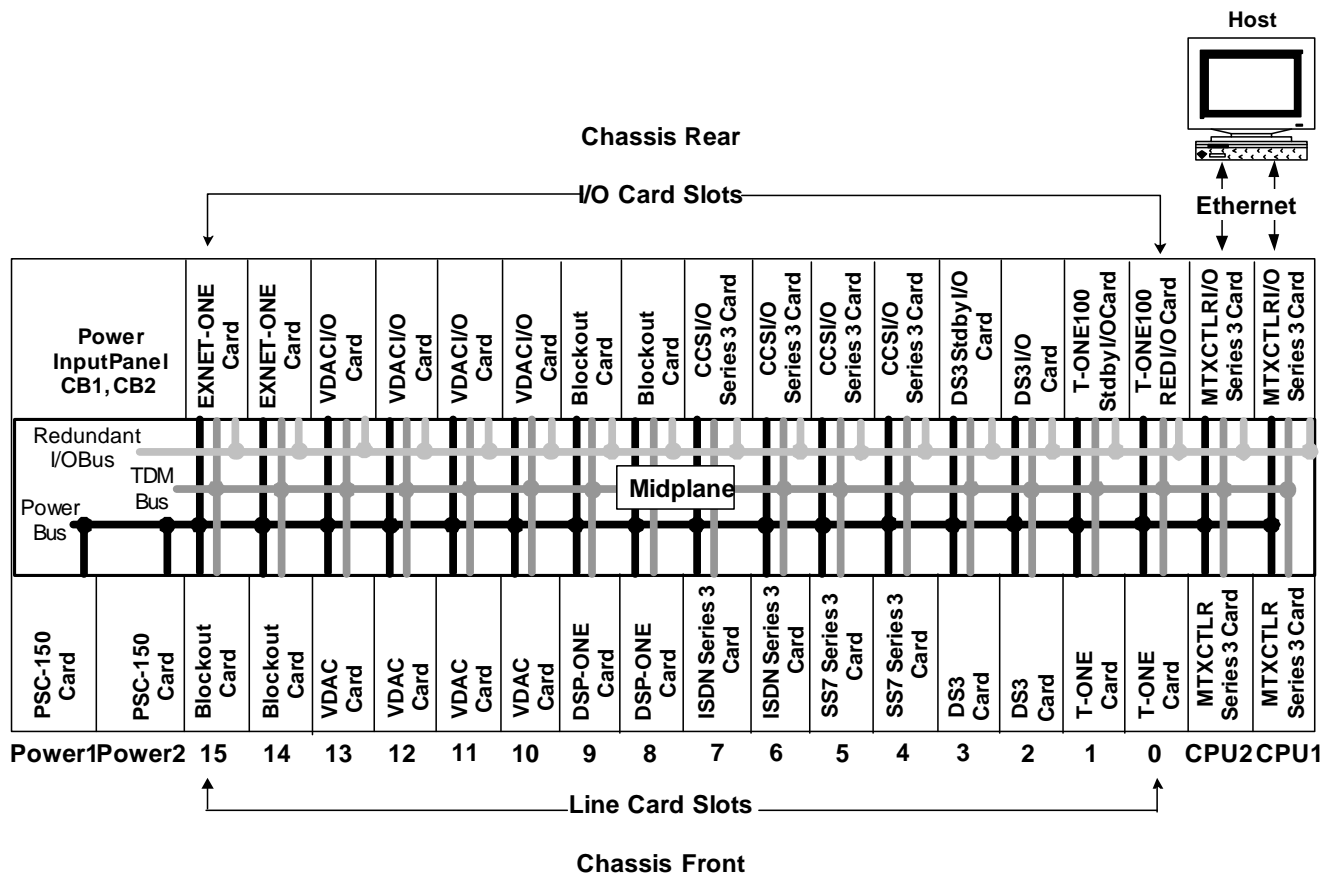 Host
Chassis Rear
I/O Card Slots
Ethernet
Power
InputPanel
CB1, CB2
EXNET-ONE
Card
EXNET-ONE
Card
VDACI/O
Card
VDACI/O
Card
VDACI/O
Card
VDACI/O
Card
Blockout
Card
Blockout
Card
CCSI/O
Series 3 Card
CCSI/O
Series 3 Card
CCSI/O
Series 3 Card
CCSI/O
Series 3 Card
DS3 StdbyI/O
Card
DS3 I/O
Card
T-ONE100
StdbyI/OCard
T-ONE100
RED I/O Card
MTXCTLRI/O
Series 3 Card
MTXCTLRI/O
Series 3 Card
Redundant
I/OBus
TDM
Bus
Midplane
Power
Bus
PSC-150
Card
PSC-150
Card
Blockout
Card
Blockout
Card
VDAC
Card
VDAC
Card
VDAC
Card
VDAC
Card
DSP-ONE
Card
DSP-ONE
Card
ISDN Series 3
Card
ISDN Series 3
Card
SS7 Series 3
Card
SS7 Series 3
Card
DS3
Card
DS3
Card
T-ONE
Card
T-ONE
Card
MTXCTLR
Series 3 Card
MTXCTLR
Series 3 Card
Power1 Power2 15 14 13 12 11 10 9 8 7 6 5 4 3 2 1 0 CPU2 CPU1
Line Card Slots
Chassis Front